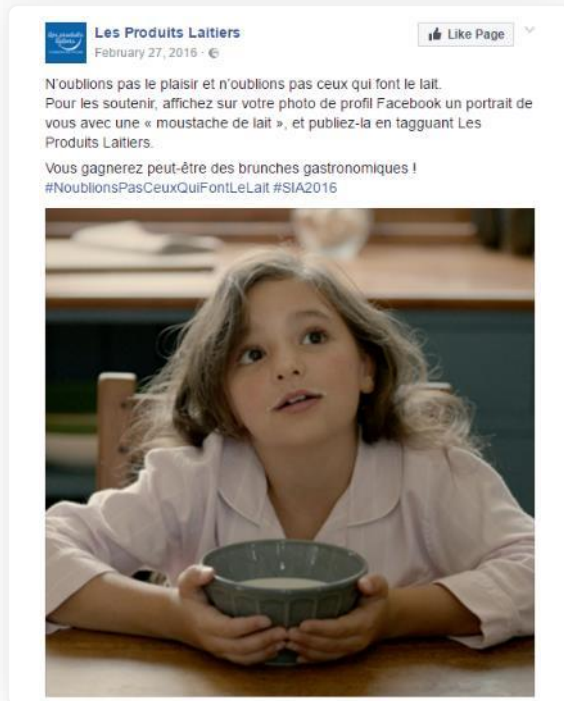 Les Produits Laitiers
February 27, 2016 ·
Like Page
N'oublions pas le plaisir et n'oublions pas ceux qui font le lait.
Pour les soutenir, affichez sur votre photo de profil Facebook un portrait de
vous avec une « moustache de lait », et publiez-la en tagguant Les
Produits Laitiers.
Vous gagnerez peut-être des brunches gastronomiques !
#NoublionsPasCeuxQuiFontLeLait #SIA2016